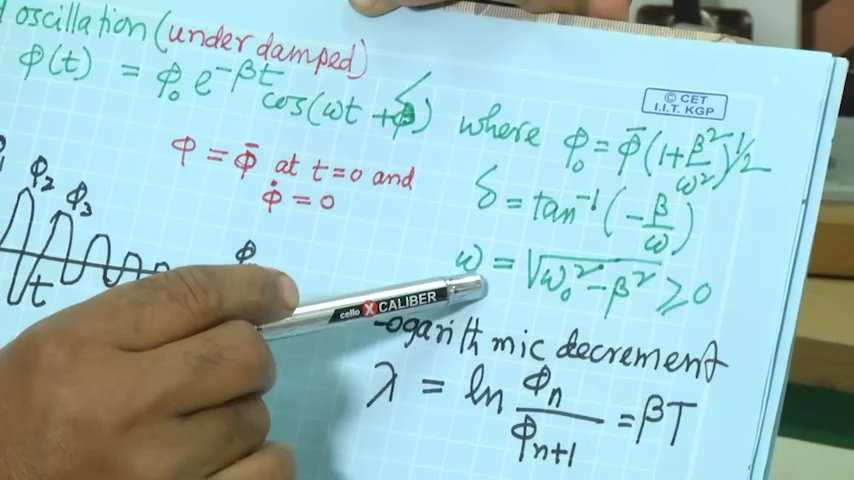 oscillation (under damped)
ϕ(t) = ϕ₀ e^(-βt) cos(ωt + δ) where ϕ₀ = ϕ̄ (1 + β²/ω²)^1/2
© CET
I.I.T. KGP
ϕ = ϕ̄ at t=0 and
ϕ̇ = 0
δ = tan⁻¹ (-β/ω)
ϕ₂
ϕ₃
t
ω = √(ω₀² - β²) ≥ 0
cello XCALIBER
ogarithmic decrement
λ = ln ϕn/ϕn+1 = βT